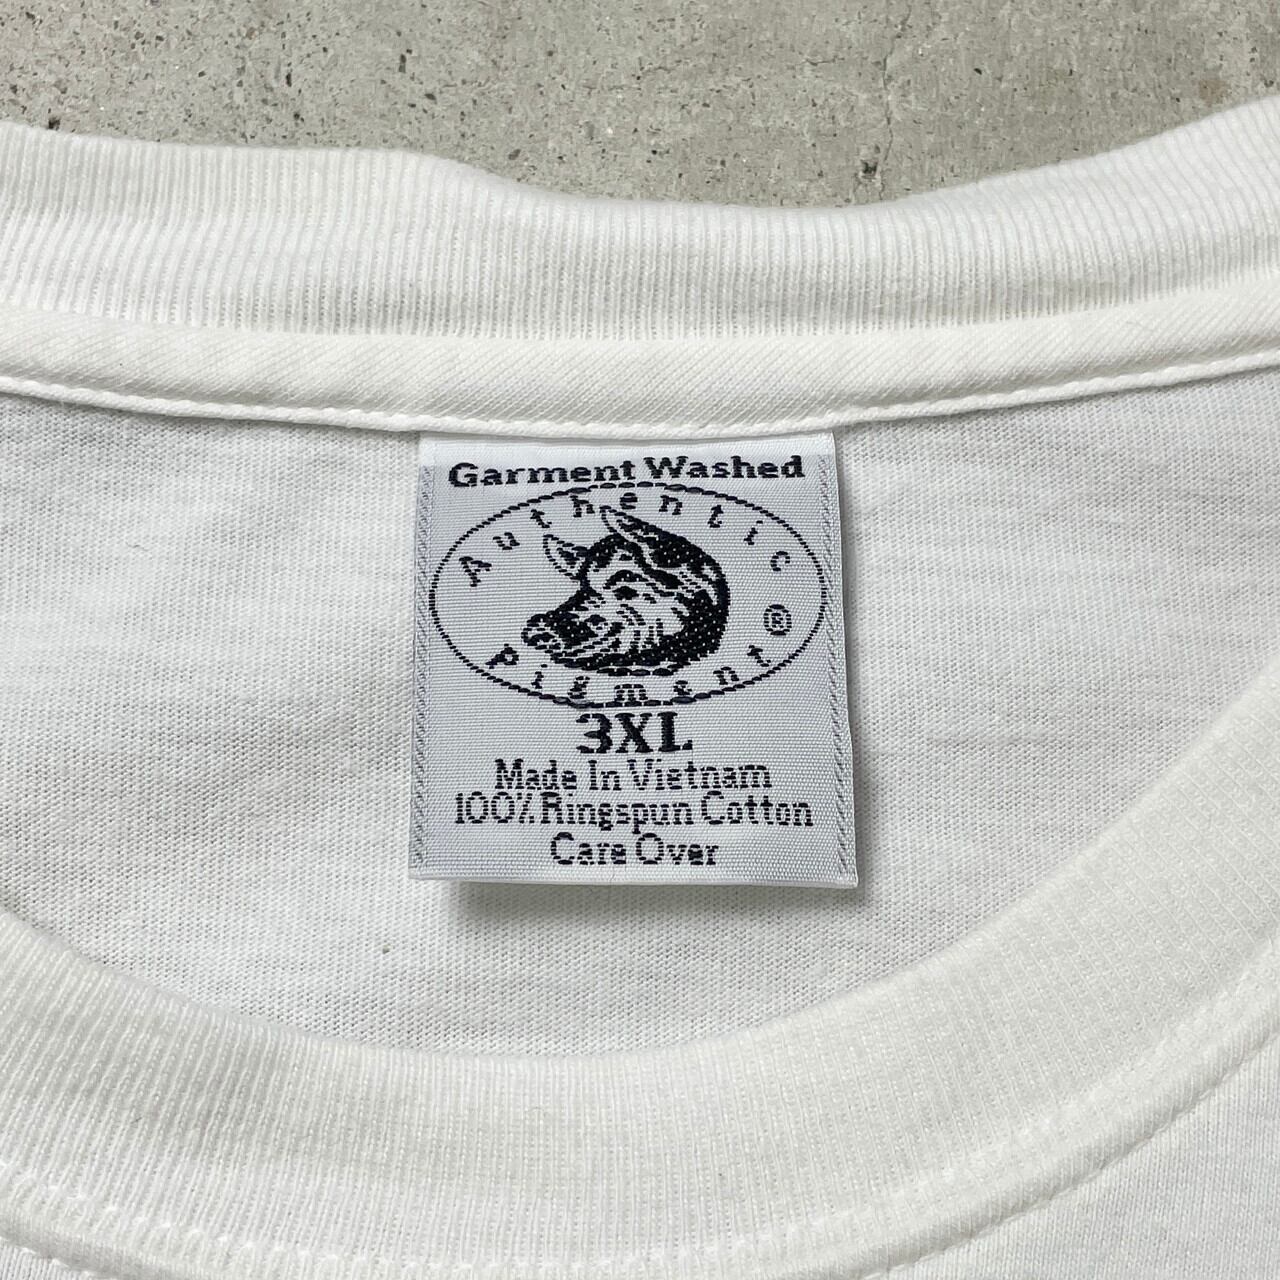 Garment Washed
Authentic
Pigment®
3XL
Made In Vietnam
100% Ringspun Cotton
Care Over